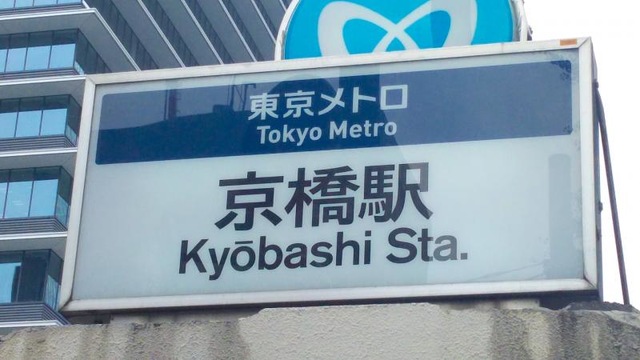 東京メトロ
Tokyo Metro
京橋駅
Kyōbashi Sta.